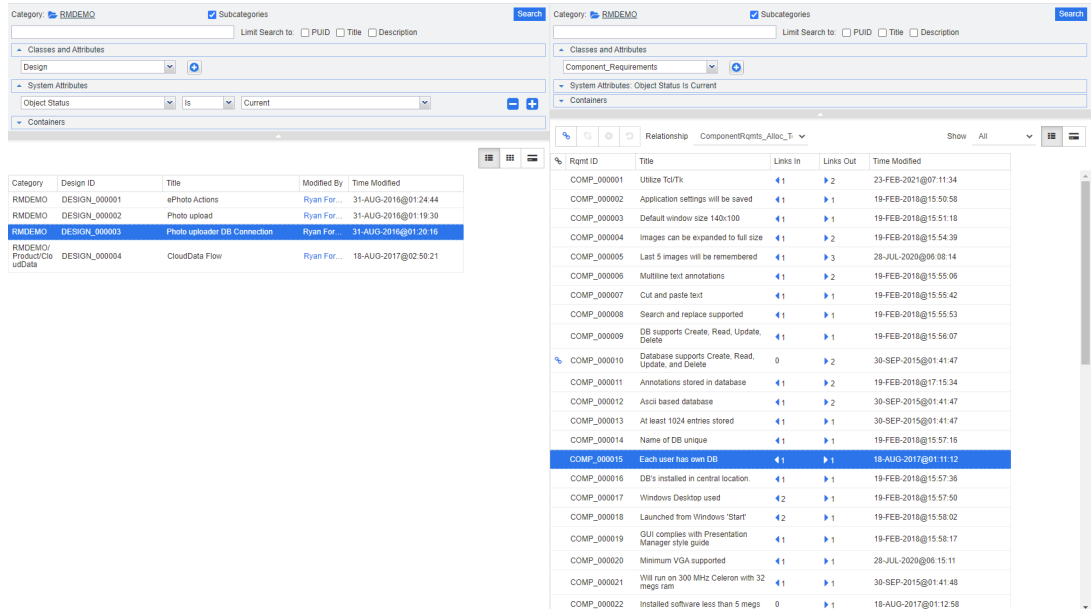 Category: RMDEMO Subcategories Search
Limit Search to: PUID Title Description
Classes and Attributes
Design
System Attributes
Object Status Is Current
Containers
Category Design ID Title Modified By Time Modified
RMDEMO DESIGN_000001 ePhoto Actions Ryan For... 31-AUG-2016@01:24:44
RMDEMO DESIGN_000002 Photo upload Ryan For... 31-AUG-2016@01:19:30
RMDEMO DESIGN_000003 Photo uploader DB Connection Ryan For... 31-AUG-2016@01:20:16
RMDEMO/
Product/Clo
udData
DESIGN_000004 CloudData Flow Ryan For... 18-AUG-2017@02:50:21
Category: RMDEMO Subcategories Search
Limit Search to: PUID Title Description
Classes and Attributes
Component_Requirements
System Attributes: Object Status Is Current
Containers
Relationship ComponentRqmts_Alloc_T Show All
Rqmt ID Title Links In Links Out Time Modified
COMP_000001 Utilize Tcl/Tk 1 2 23-FEB-2021@07:11:34
COMP_000002 Application settings will be saved 1 1 19-FEB-2018@15:50:58
COMP_000003 Default window size 140x100 1 1 19-FEB-2018@15:51:18
COMP_000004 Images can be expanded to full size 1 2 19-FEB-2018@15:54:39
COMP_000005 Last 5 images will be remembered 1 3 28-JUL-2020@06:08:14
COMP_000006 Multiline text annotations 1 2 19-FEB-2018@15:55:06
COMP_000007 Cut and paste text 1 1 19-FEB-2018@15:55:42
COMP_000008 Search and replace supported 1 1 19-FEB-2018@15:55:53
COMP_000009 DB supports Create, Read, Update,
Delete 1 1 19-FEB-2018@15:56:07
COMP_000010 Database supports Create, Read,
Update, and Delete 0 2 30-SEP-2015@01:41:47
COMP_000011 Annotations stored in database 1 2 19-FEB-2018@17:15:34
COMP_000012 Ascii based database 1 2 30-SEP-2015@01:41:47
COMP_000013 At least 1024 entries stored 1 1 30-SEP-2015@01:41:47
COMP_000014 Name of DB unique 1 1 19-FEB-2018@15:57:16
COMP_000015 Each user has own DB 1 1 18-AUG-2017@01:11:12
COMP_000016 DB's installed in central location. 1 1 19-FEB-2018@15:57:36
COMP_000017 Windows Desktop used 2 1 19-FEB-2018@15:57:50
COMP_000018 Launched from Windows 'Start' 2 1 19-FEB-2018@15:58:02
COMP_000019 GUI complies with Presentation
Manager style guide 1 1 19-FEB-2018@15:58:17
COMP_000020 Minimum VGA supported 1 1 28-JUL-2020@06:15:11
COMP_000021 Will run on 300 MHz Celeron with 32
megs ram 1 1 30-SEP-2015@01:41:48
COMP_000022 Installed software less than 5 megs 0 1 18-AUG-2017@01:12:58